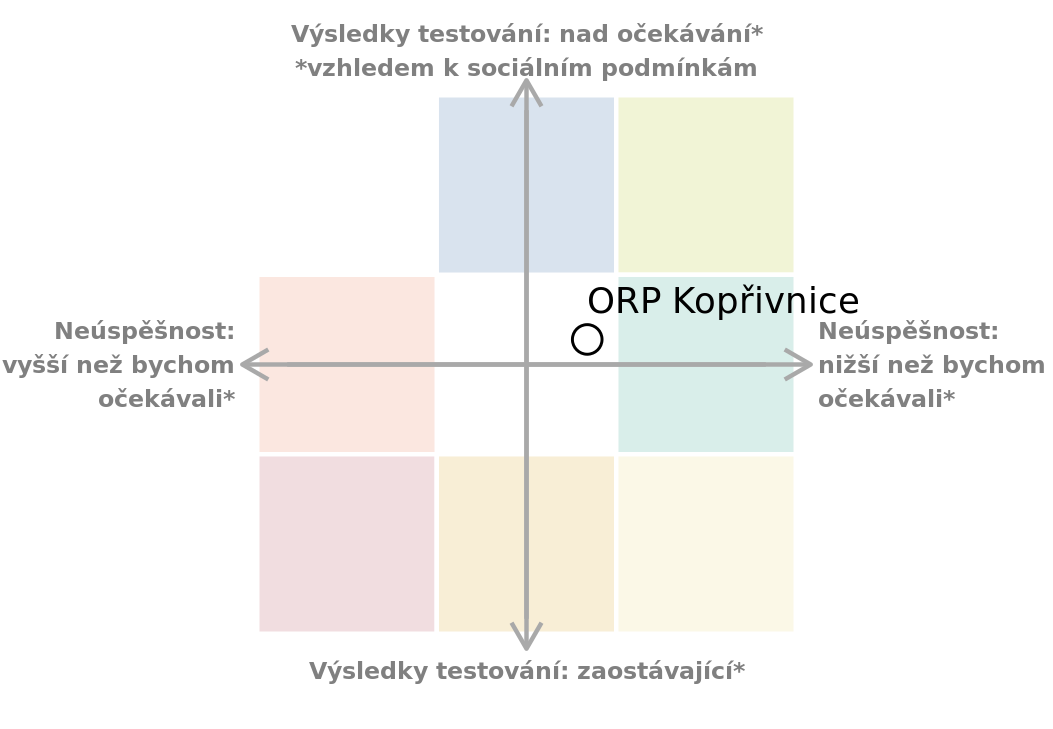 Výsledky testování: nad očekávání*
*vzhledem k sociálním podmínkám
ORP Kopřivnice
Neúspěšnost:
vyšší než bychom
očekávali*
Neúspěšnost:
nižší než bychom
očekávali*
Výsledky testování: zaostávající*